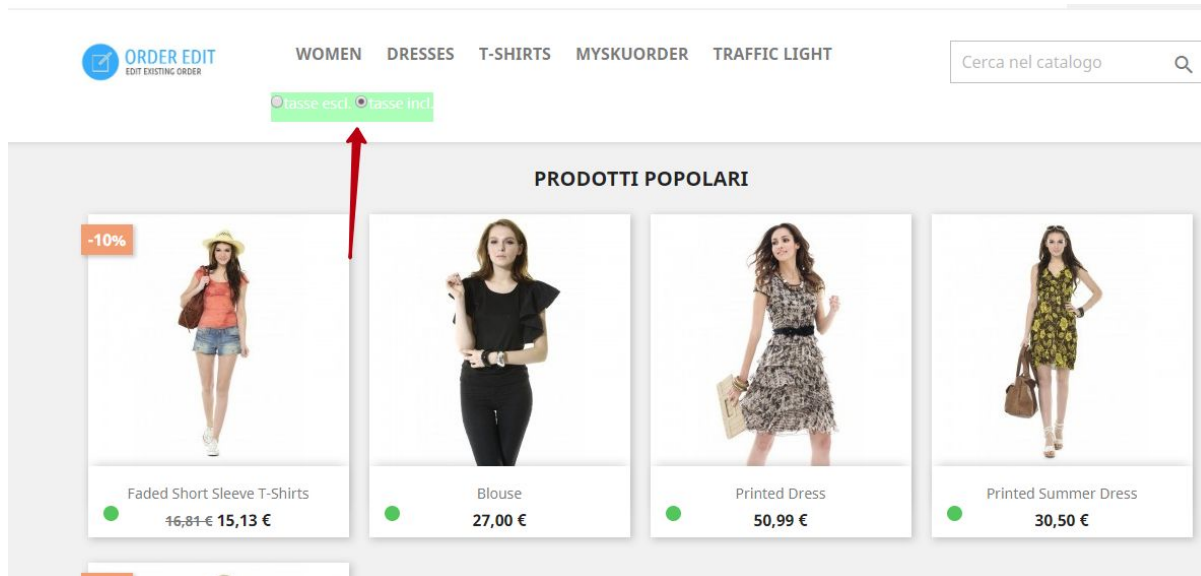 ORDER EDIT
EDIT EXISTING ORDER
WOMEN DRESSES T-SHIRTS MYSKUORDER TRAFFIC LIGHT
Cerca nel catalogo
tasse escl. tasse incl.
PRODOTTI POPOLARI
-10%
Faded Short Sleeve T-Shirts
16,81 € 15,13 €
Blouse
27,00 €
Printed Dress
50,99 €
Printed Summer Dress
30,50 €